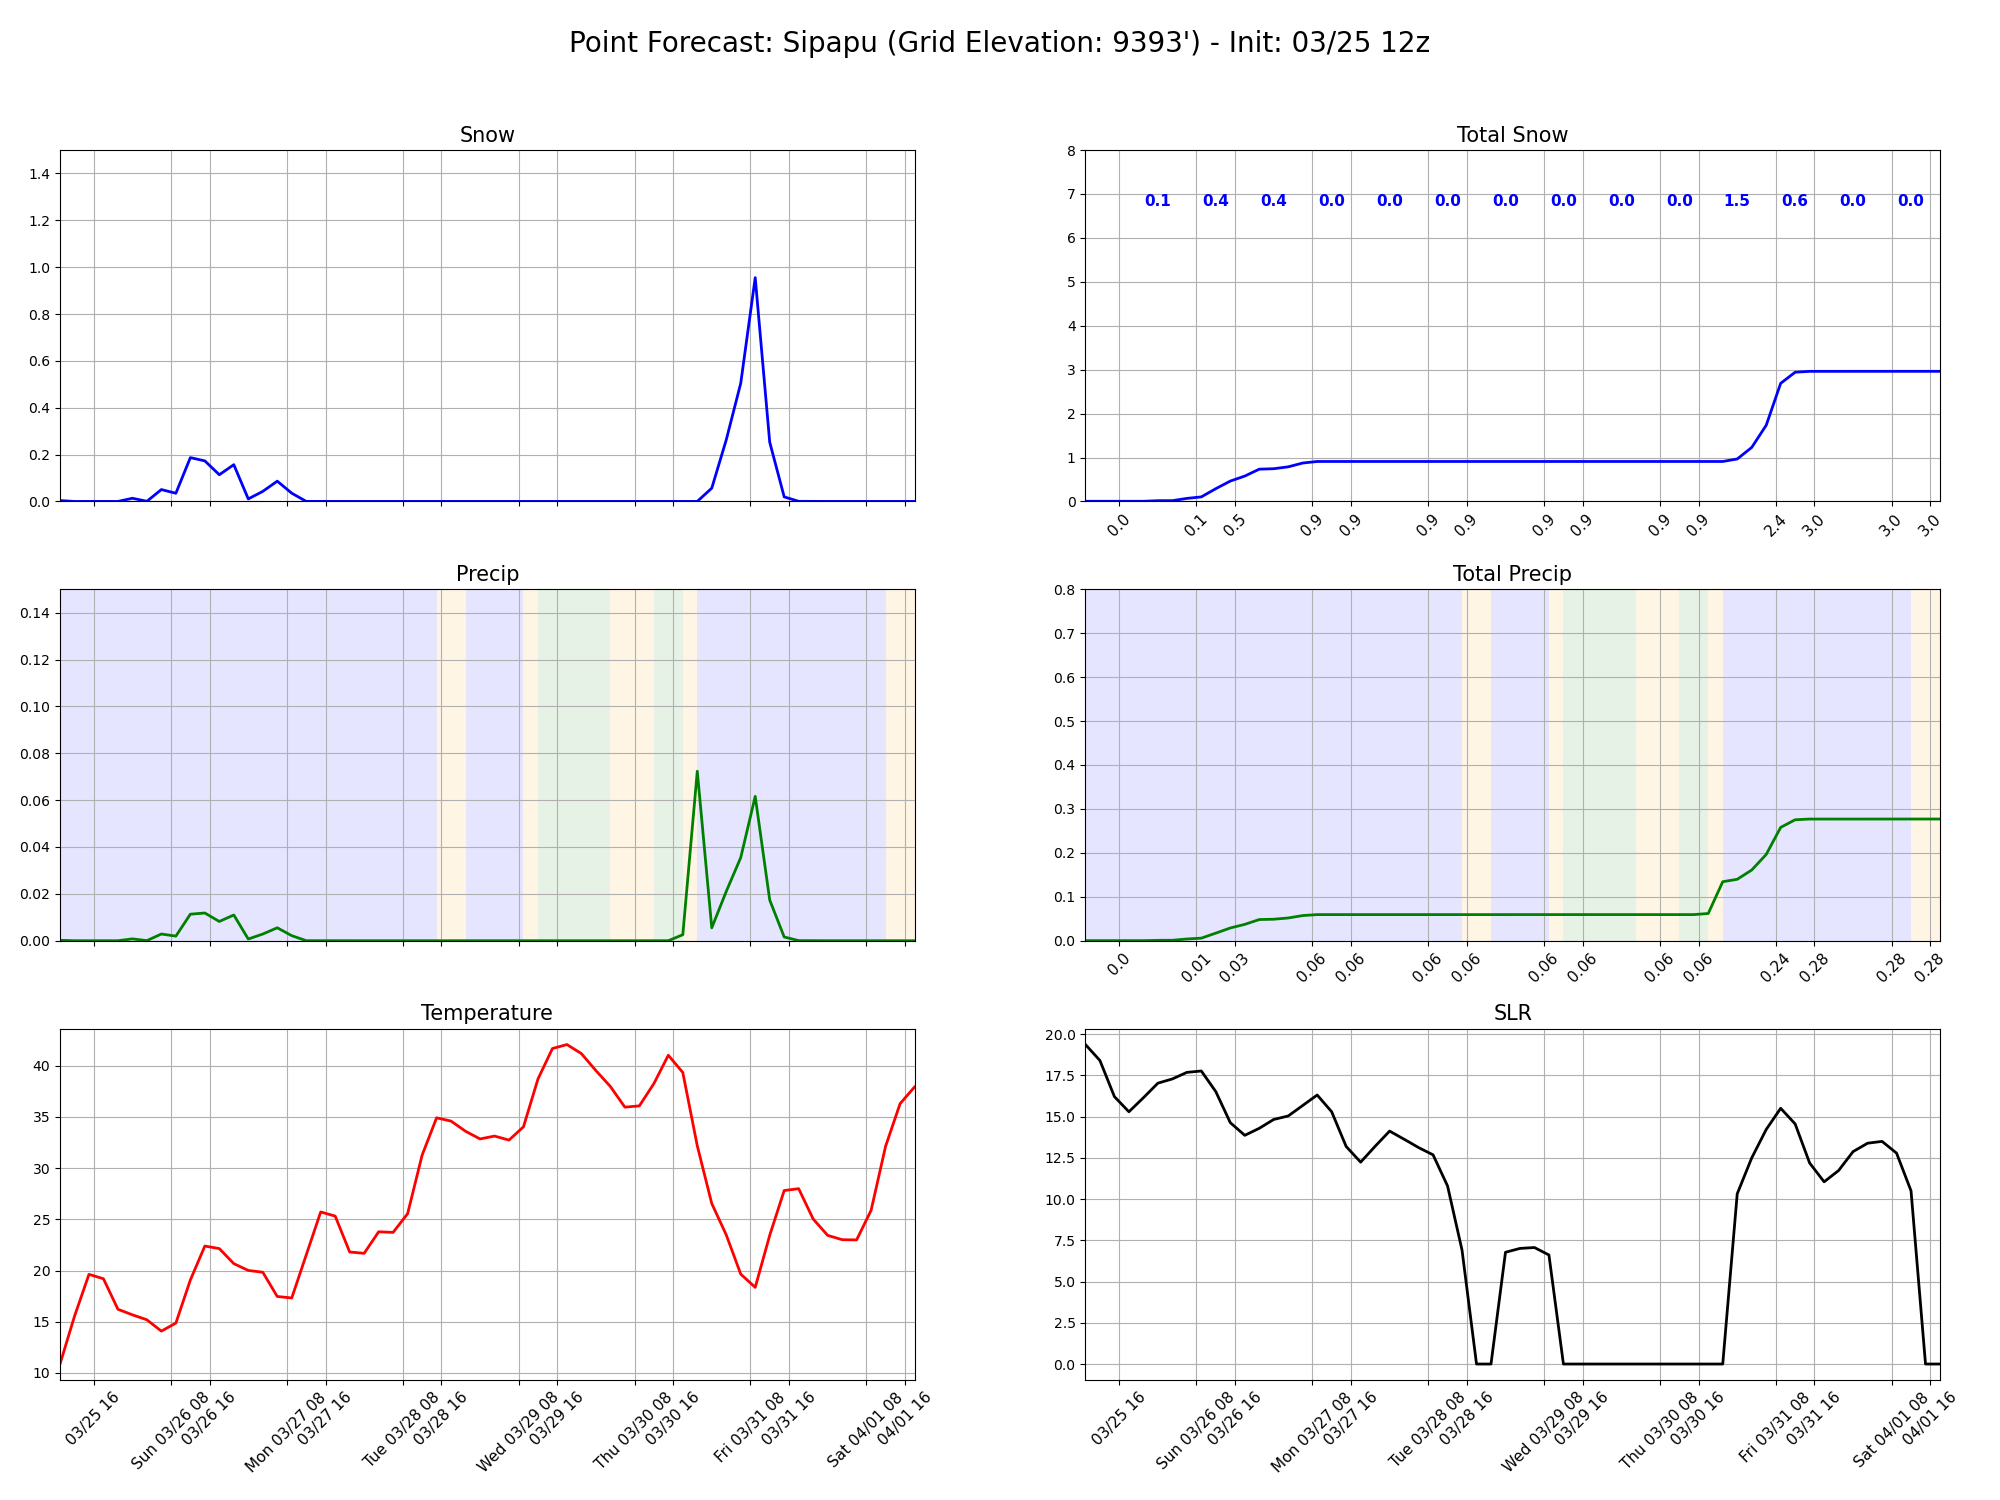 Point Forecast: Sipapu (Grid Elevation: 9393') - Init: 03/25 12z
Snow
1.4
1.2
1.0
0.8
0.6
0.4
0.2
0.0
Total Snow
8
7
6
5
4
3
2
1
0
0.1 0.4 0.4 0.0 0.0 0.0 0.0 0.0 0.0 0.0 1.5 0.6 0.0 0.0
0.0 0.1 0.5 0.9 0.9 0.9 0.9 0.9 0.9 0.9 0.9 2.4 3.0 3.0 3.0
Precip
0.14
0.12
0.10
0.08
0.06
0.04
0.02
0.00
Total Precip
0.8
0.7
0.6
0.5
0.4
0.3
0.2
0.1
0.0
0.0 0.01 0.03 0.06 0.06 0.06 0.06 0.06 0.06 0.06 0.06 0.24 0.28 0.28 0.28
Temperature
40
35
30
25
20
15
10
03/25 16
Sun 03/26 08
03/26 16
Mon 03/27 08
03/27 16
Tue 03/28 08
03/28 16
Wed 03/29 08
03/29 16
Thu 03/30 08
03/30 16
Fri 03/31 08
03/31 16
Sat 04/01 08
04/01 16
SLR
20.0
17.5
15.0
12.5
10.0
7.5
5.0
2.5
0.0
03/25 16
Sun 03/26 08
03/26 16
Mon 03/27 08
03/27 16
Tue 03/28 08
03/28 16
Wed 03/29 08
03/29 16
Thu 03/30 08
03/30 16
Fri 03/31 08
03/31 16
Sat 04/01 08
04/01 16